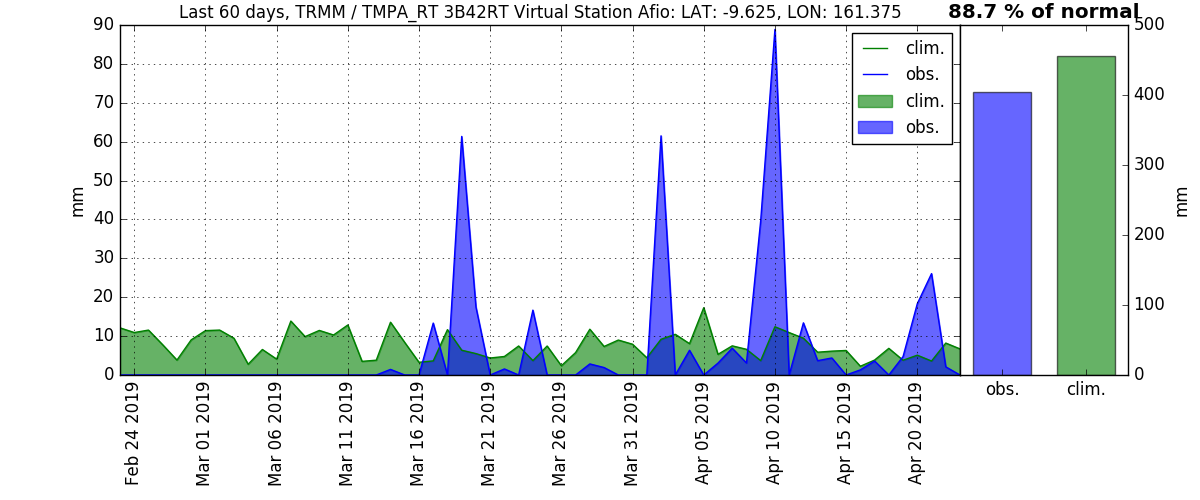 Last 60 days, TRMM / TMPA_RT 3B42RT Virtual Station Afio: LAT: -9.625, LON: 161.375
88.7 % of normal
mm
90
80
70
60
50
40
30
20
10
0
clim.
obs.
clim.
obs.
500
400
300
200
100
0
mm
Feb 24 2019
Mar 01 2019
Mar 06 2019
Mar 11 2019
Mar 16 2019
Mar 21 2019
Mar 26 2019
Mar 31 2019
Apr 05 2019
Apr 10 2019
Apr 15 2019
Apr 20 2019
obs.
clim.